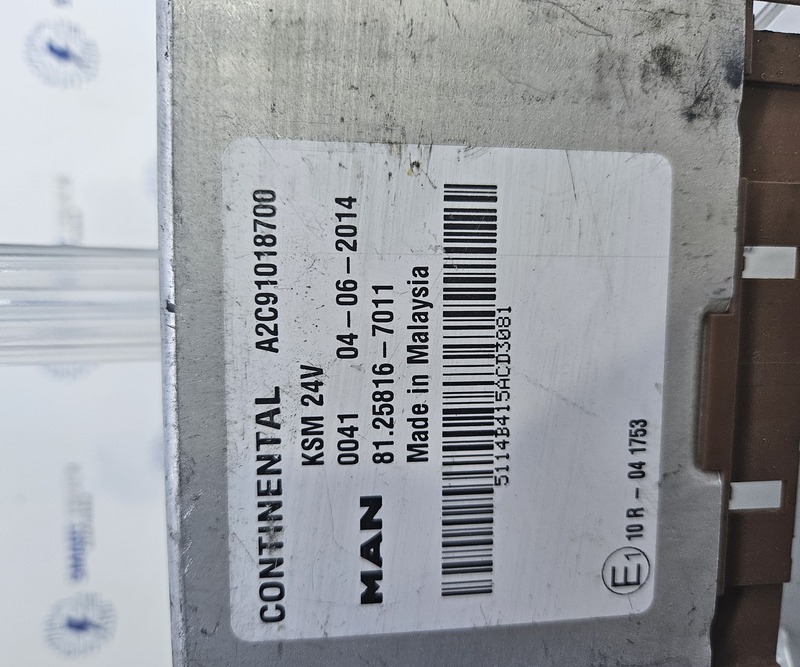 CONTINENTAL A2C91018700
KSM 24V
0041 04-06-2014
MAN 81.25816-7011
Made in Malaysia
5114B415ACD3081
E1 10 R - 04 1753